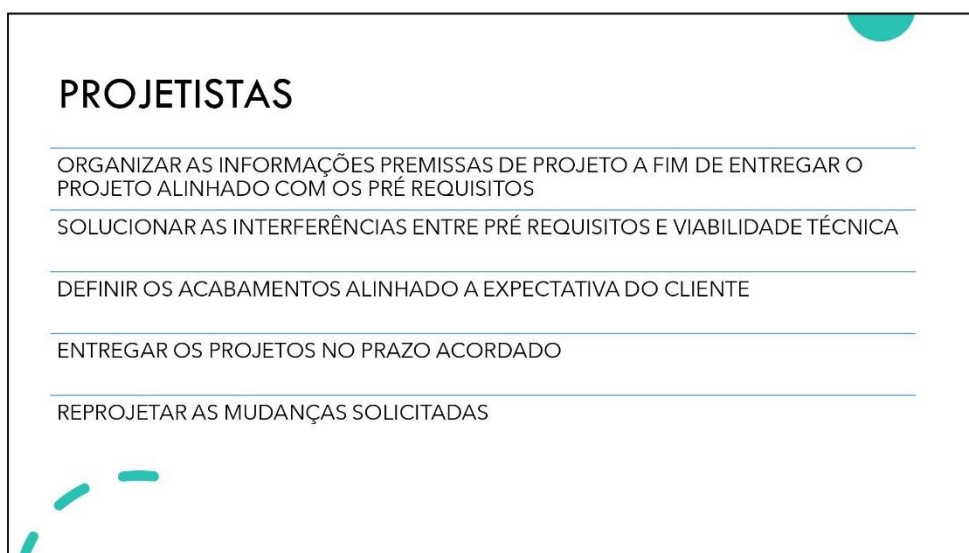 PROJETISTAS
ORGANIZAR AS INFORMAÇÕES PREMISSAS DE PROJETO A FIM DE ENTREGAR O
PROJETO ALINHADO COM OS PRÉ REQUISITOS
SOLUCIONAR AS INTERFERÊNCIAS ENTRE PRÉ REQUISITOS E VIABILIDADE TÉCNICA
DEFINIR OS ACABAMENTOS ALINHADO A EXPECTATIVA DO CLIENTE
ENTREGAR OS PROJETOS NO PRAZO ACORDADO
REPROJETAR AS MUDANÇAS SOLICITADAS